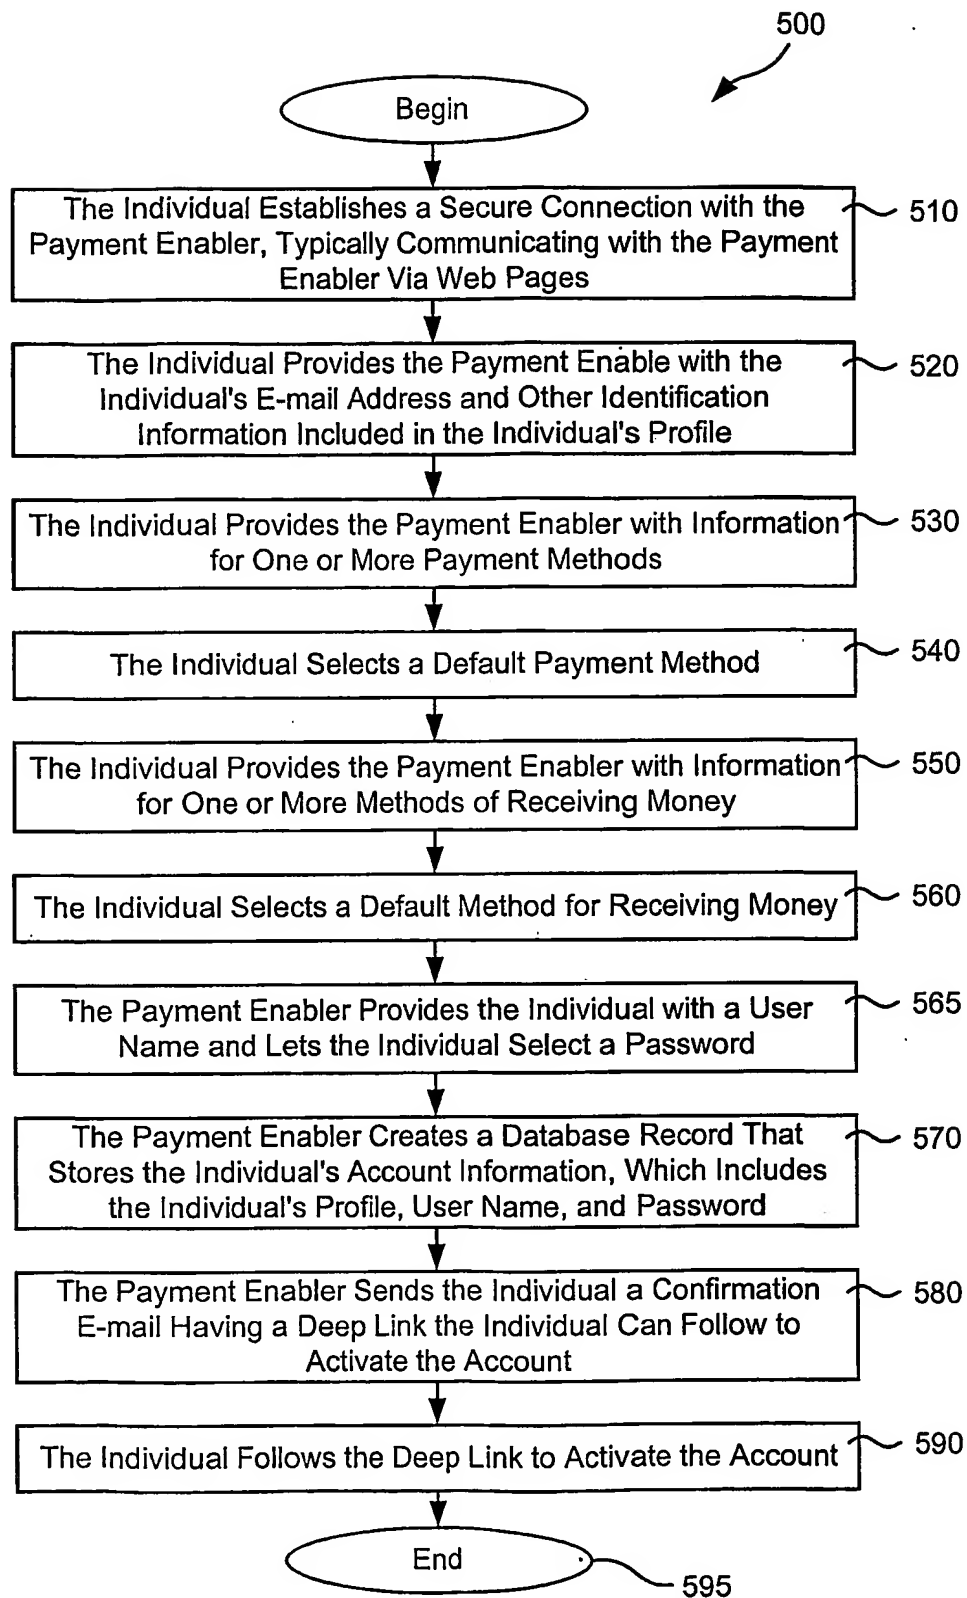 500
Begin
The Individual Establishes a Secure Connection with the
Payment Enabler, Typically Communicating with the Payment
Enabler Via Web Pages
510
The Individual Provides the Payment Enable with the
Individual's E-mail Address and Other Identification
Information Included in the Individual's Profile
520
The Individual Provides the Payment Enabler with Information
for One or More Payment Methods
530
The Individual Selects a Default Payment Method
540
The Individual Provides the Payment Enabler with Information
for One or More Methods of Receiving Money
550
The Individual Selects a Default Method for Receiving Money
560
The Payment Enabler Provides the Individual with a User
Name and Lets the Individual Select a Password
565
The Payment Enabler Creates a Database Record That
Stores the Individual's Account Information, Which Includes
the Individual's Profile, User Name, and Password
570
The Payment Enabler Sends the Individual a Confirmation
E-mail Having a Deep Link the Individual Can Follow to
Activate the Account
580
The Individual Follows the Deep Link to Activate the Account
590
End
595